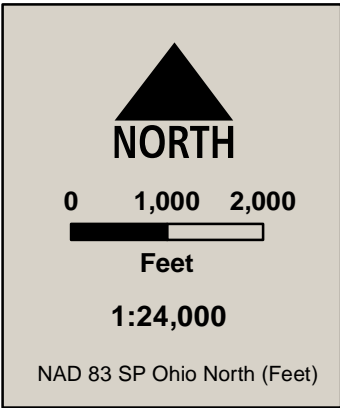 NORTH
0 1,000 2,000
Feet
1:24,000
NAD 83 SP Ohio North (Feet)